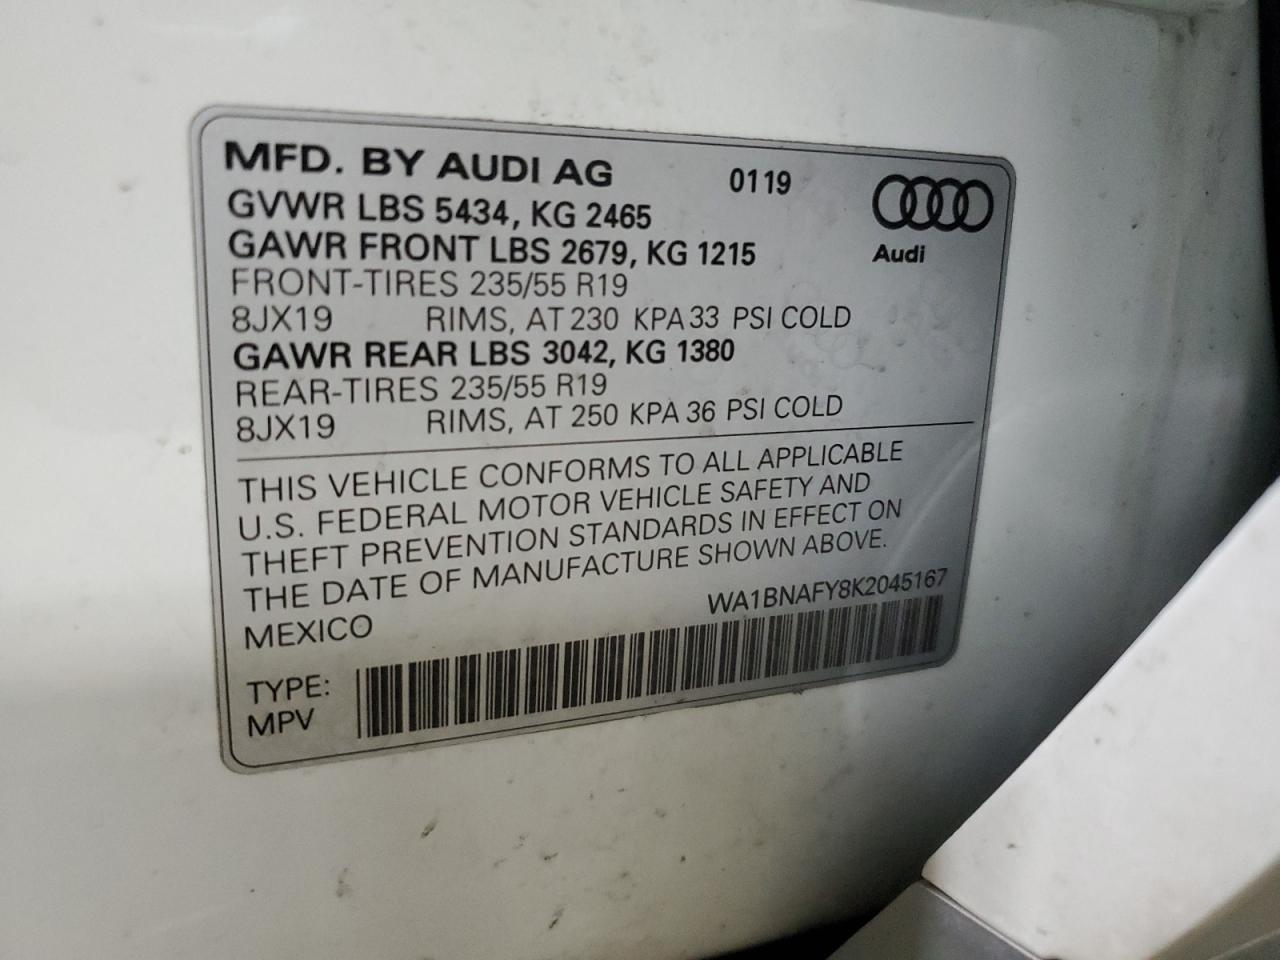 MFD. BY AUDI AG 0119
GVWR LBS 5434, KG 2465
GAWR FRONT LBS 2679, KG 1215
Audi
FRONT-TIRES 235/55 R19
8JX19 RIMS, AT 230 KPA 33 PSI COLD
GAWR REAR LBS 3042, KG 1380
REAR-TIRES 235/55 R19
8JX19 RIMS, AT 250 KPA 36 PSI COLD
THIS VEHICLE CONFORMS TO ALL APPLICABLE
U.S. FEDERAL MOTOR VEHICLE SAFETY AND
THEFT PREVENTION STANDARDS IN EFFECT ON
THE DATE OF MANUFACTURE SHOWN ABOVE.
MEXICO WA1BNAFY8K2045167
TYPE:
MPV